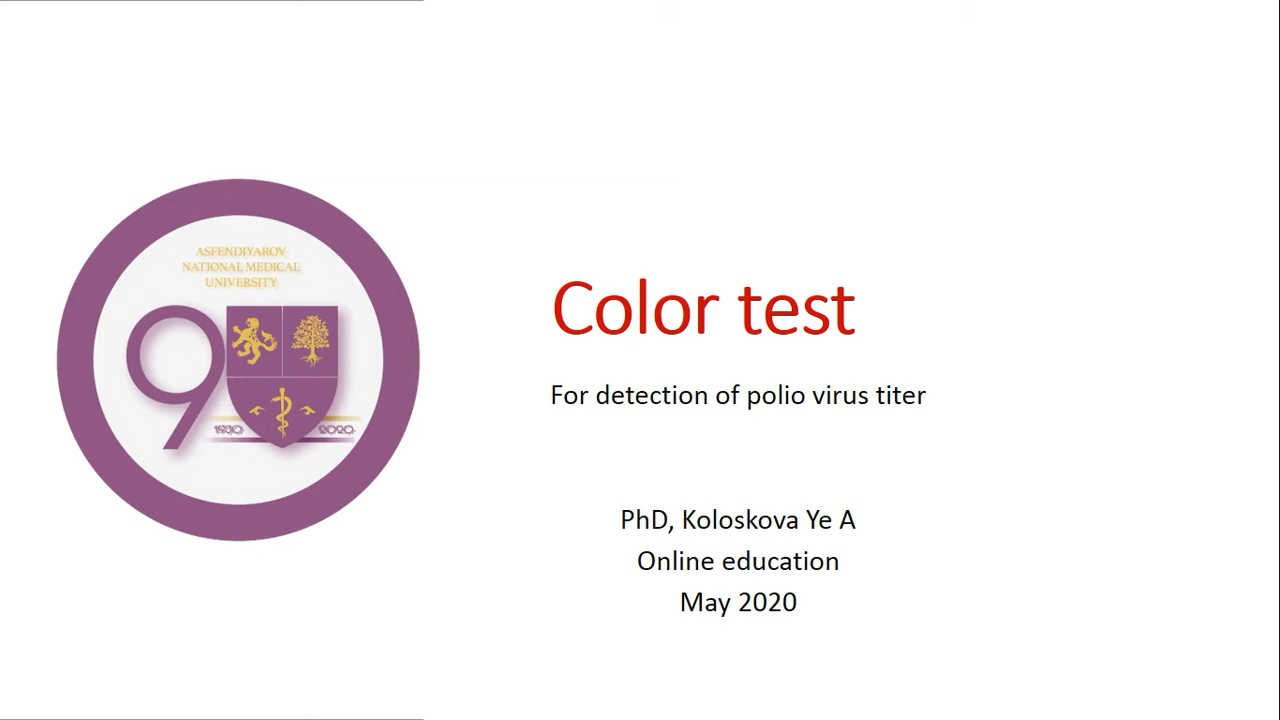 ASFENDIYAROV
NATIONAL MEDICAL
UNIVERSITY
90
1930
2020
Color test
For detection of polio virus titer
PhD, Koloskova Ye A
Online education
May 2020